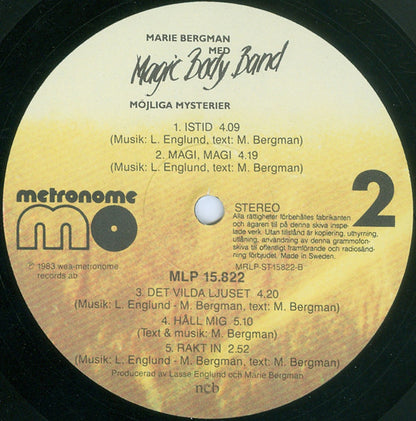 MARIE BERGMAN
MED
Magic Body Band
MÖJLIGA MYSTERIER
1. ISTID 4.09
(Musik: L. Englund, text: M. Bergman)
2. MAGI, MAGI 4.19
(Musik: L. Englund, text: M. Bergman)
metronome
mo
℗ 1983 wea-metronome
records ab
STEREO
2
Alla rättigheter förbehålles fabrikanten
och ägaren till på denna skiva inspe-
lade verk. Utan tillstånd är kopiering, uthyrning,
utlåning, användning av denna grammofon-
skiva till offentligt framförande och radiosänd-
ning förbjudet. Made in Sweden.
MRLP-ST15822-B
MLP 15.822
3. DET VILDA LJUSET 4.20
(Musik: L. Englund - M. Bergman, text: M. Bergman)
4. HÅLL MIG 5.10
(Text & musik: M. Bergman)
5. RAKT IN 2.52
(Musik: L. Englund - M. Bergman, text: M. Bergman)
Producerad av Lasse Englund och Marie Bergman
ncb